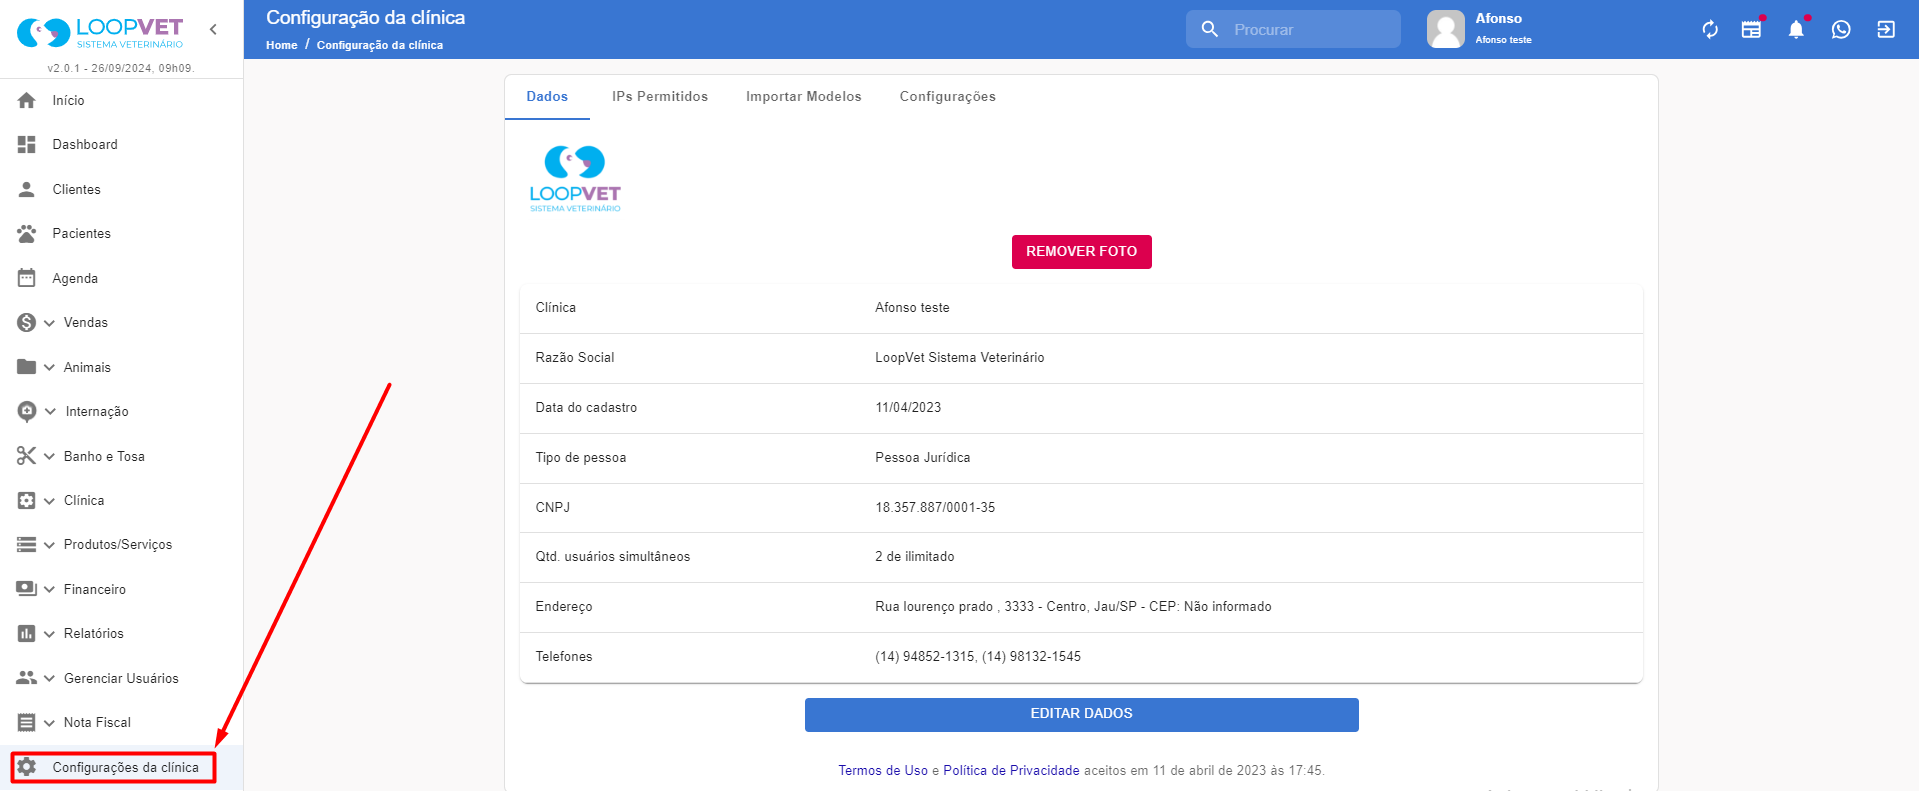 LOOPVET
SISTEMA VETERINÁRIO
v2.0.1 - 26/09/2024, 09h09.
Início
Dashboard
Clientes
Pacientes
Agenda
Vendas
Animais
Internação
Banho e Tosa
Clínica
Produtos/Serviços
Financeiro
Relatórios
Gerenciar Usuários
Nota Fiscal
Configurações da clínica
Configuração da clínica
Home / Configuração da clínica
Procurar
Afonso
Afonso teste
Dados IPs Permitidos Importar Modelos Configurações
LOOPVET
SISTEMA VETERINÁRIO
REMOVER FOTO
Clínica Afonso teste
Razão Social LoopVet Sistema Veterinário
Data do cadastro 11/04/2023
Tipo de pessoa Pessoa Jurídica
CNPJ 18.357.887/0001-35
Qtd. usuários simultâneos 2 de ilimitado
Endereço Rua lourenço prado , 3333 - Centro, Jau/SP - CEP: Não informado
Telefones (14) 94852-1315, (14) 98132-1545
EDITAR DADOS
Termos de Uso e Política de Privacidade aceitos em 11 de abril de 2023 às 17:45.